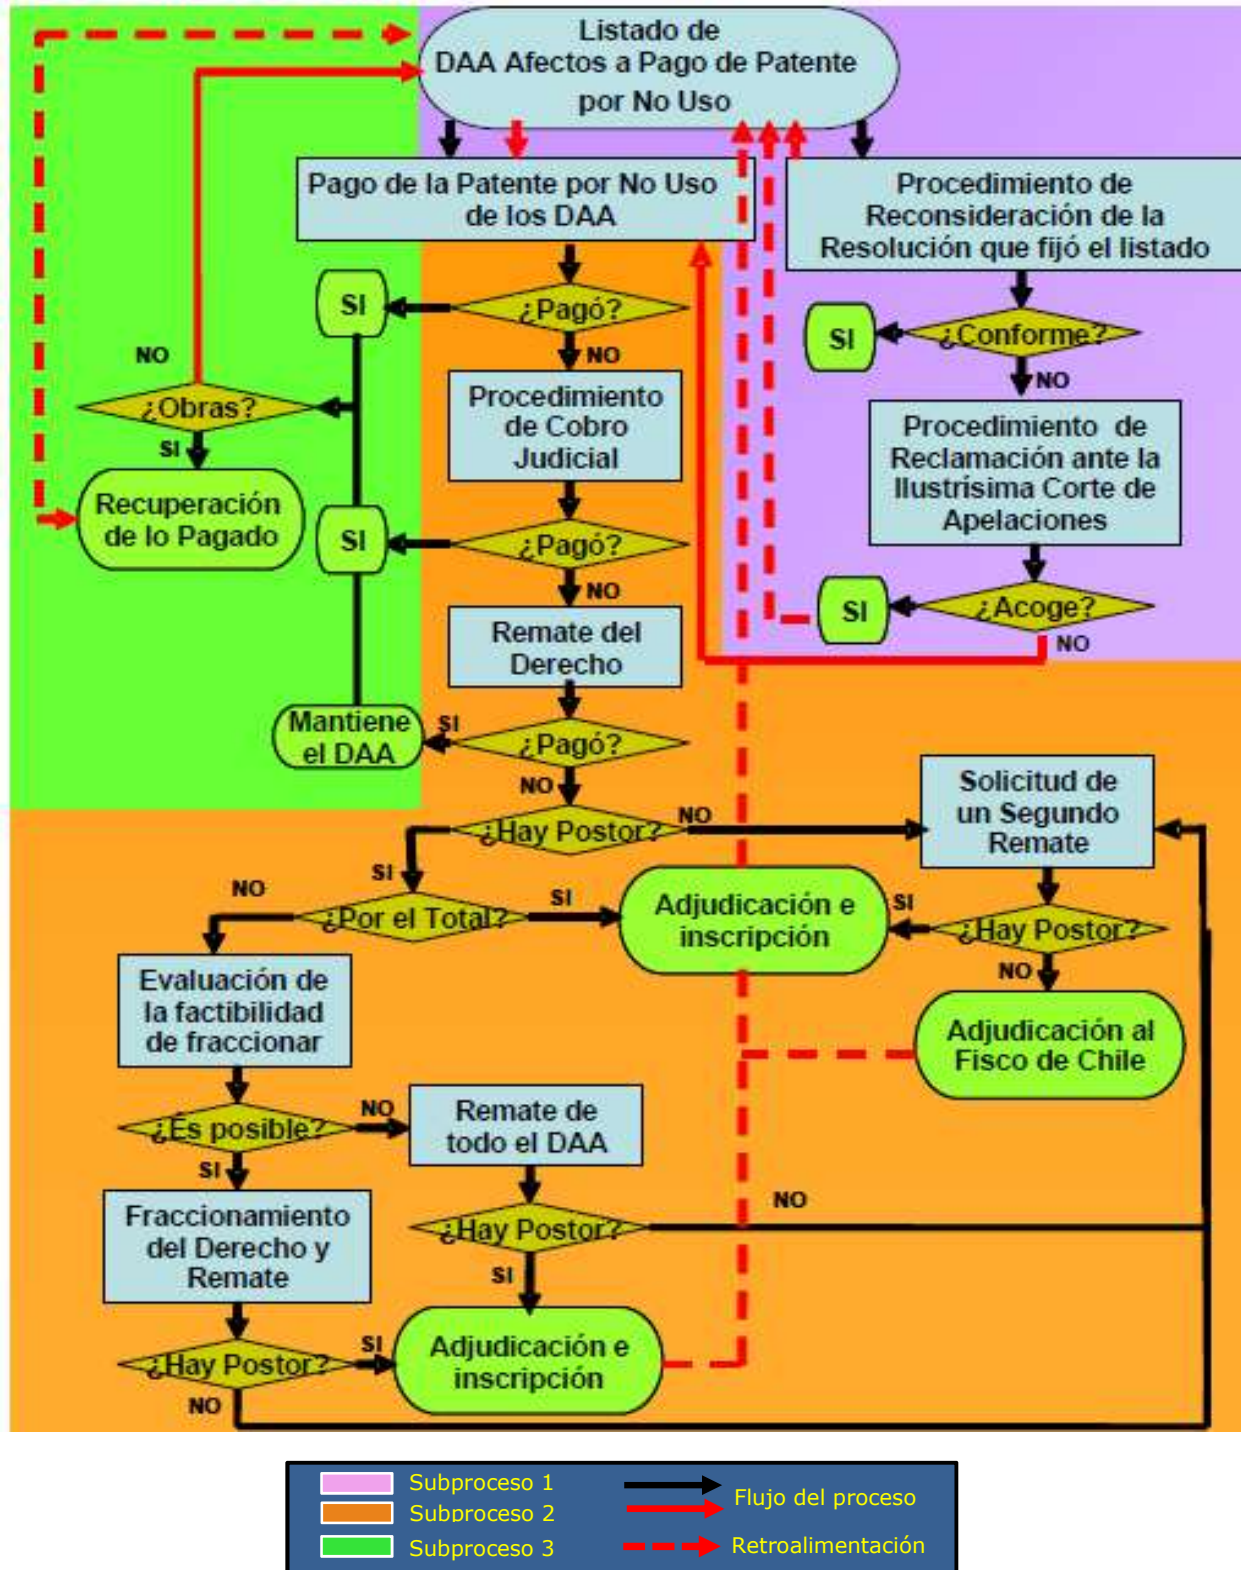 Listado de
DAA Afectos a Pago de Patente
por No Uso
Pago de la Patente por No Uso
de los DAA
Procedimiento de
Reconsideración de la
Resolución que fijó el listado
SI
¿Pagó?
SI
¿Conforme?
NO
NO
NO
¿Obras?
SI
Procedimiento
de Cobro
Judicial
Procedimiento de
Reclamación ante la
Ilustrísima Corte de
Apelaciones
Recuperación
de lo Pagado
SI
¿Pagó?
NO
SI
¿Acoge?
NO
Remate del
Derecho
Mantiene
el DAA
SI
¿Pagó?
NO
Solicitud de
un Segundo
Remate
¿Hay Postor?
NO
SI
NO
¿Por el Total?
SI
Adjudicación e
inscripción
SI
¿Hay Postor?
NO
Evaluación de
la factibilidad
de fraccionar
Adjudicación al
Fisco de Chile
¿Es posible?
NO
SI
Remate de
todo el DAA
Fraccionamiento
del Derecho y
Remate
¿Hay Postor?
NO
SI
¿Hay Postor?
SI
NO
Adjudicación e
inscripción
Subproceso 1
Subproceso 2
Subproceso 3
Flujo del proceso
Retroalimentación